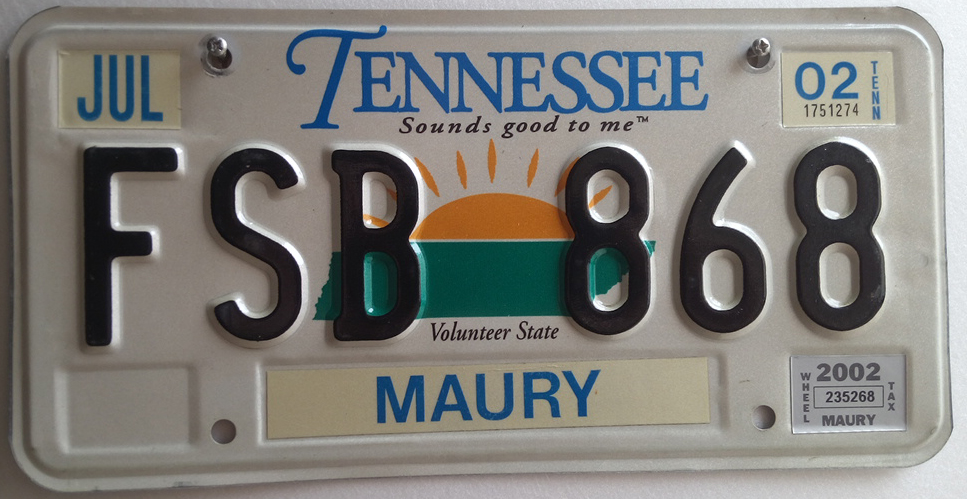 JUL
TENNESSEE
02
1751274
TENN
Sounds good to me™
FSB 868
Volunteer State
MAURY
WHEEL
2002
235268
MAURY
TAX